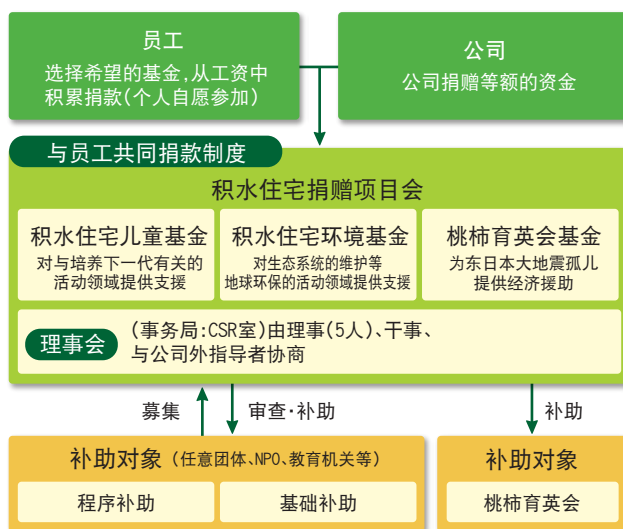 员工
选择希望的基金,从工资中
积累捐款(个人自愿参加)
公司
公司捐赠等额的资金
与员工共同捐款制度
积水住宅捐赠项目会
积水住宅儿童基金
对与培养下一代有关的
活动领域提供支援
积水住宅环境基金
对生态系统的维护等
地球环保的活动领域提供支援
桃柿育英会基金
为东日本大地震孤儿
提供经济援助
理事会
(事务局:CSR室)由理事(5人)、干事、
与公司外指导者协商
募集
审查·补助
补助
补助对象(任意团体、NPO、教育机关等)
程序补助
基础补助
补助对象
桃柿育英会